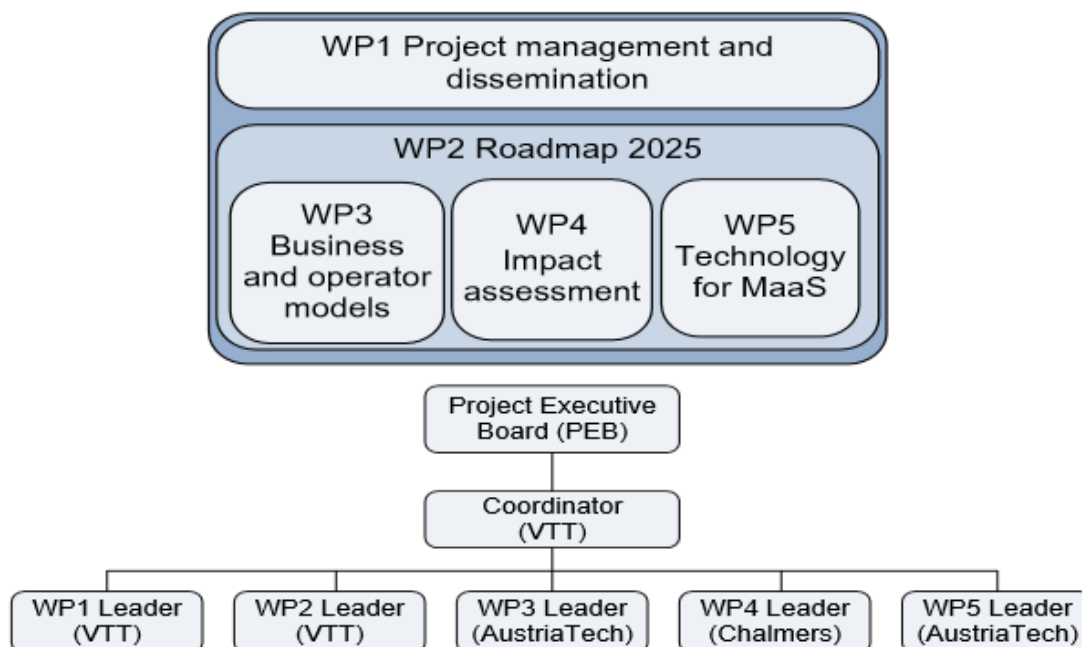 WP1 Project management and
dissemination
WP2 Roadmap 2025
WP3
Business
and operator
models
WP4
Impact
assessment
WP5
Technology
for MaaS
Project Executive
Board (PEB)
Coordinator
(VTT)
WP1 Leader
(VTT)
WP2 Leader
(VTT)
WP3 Leader
(AustriaTech)
WP4 Leader
(Chalmers)
WP5 Leader
(AustriaTech)